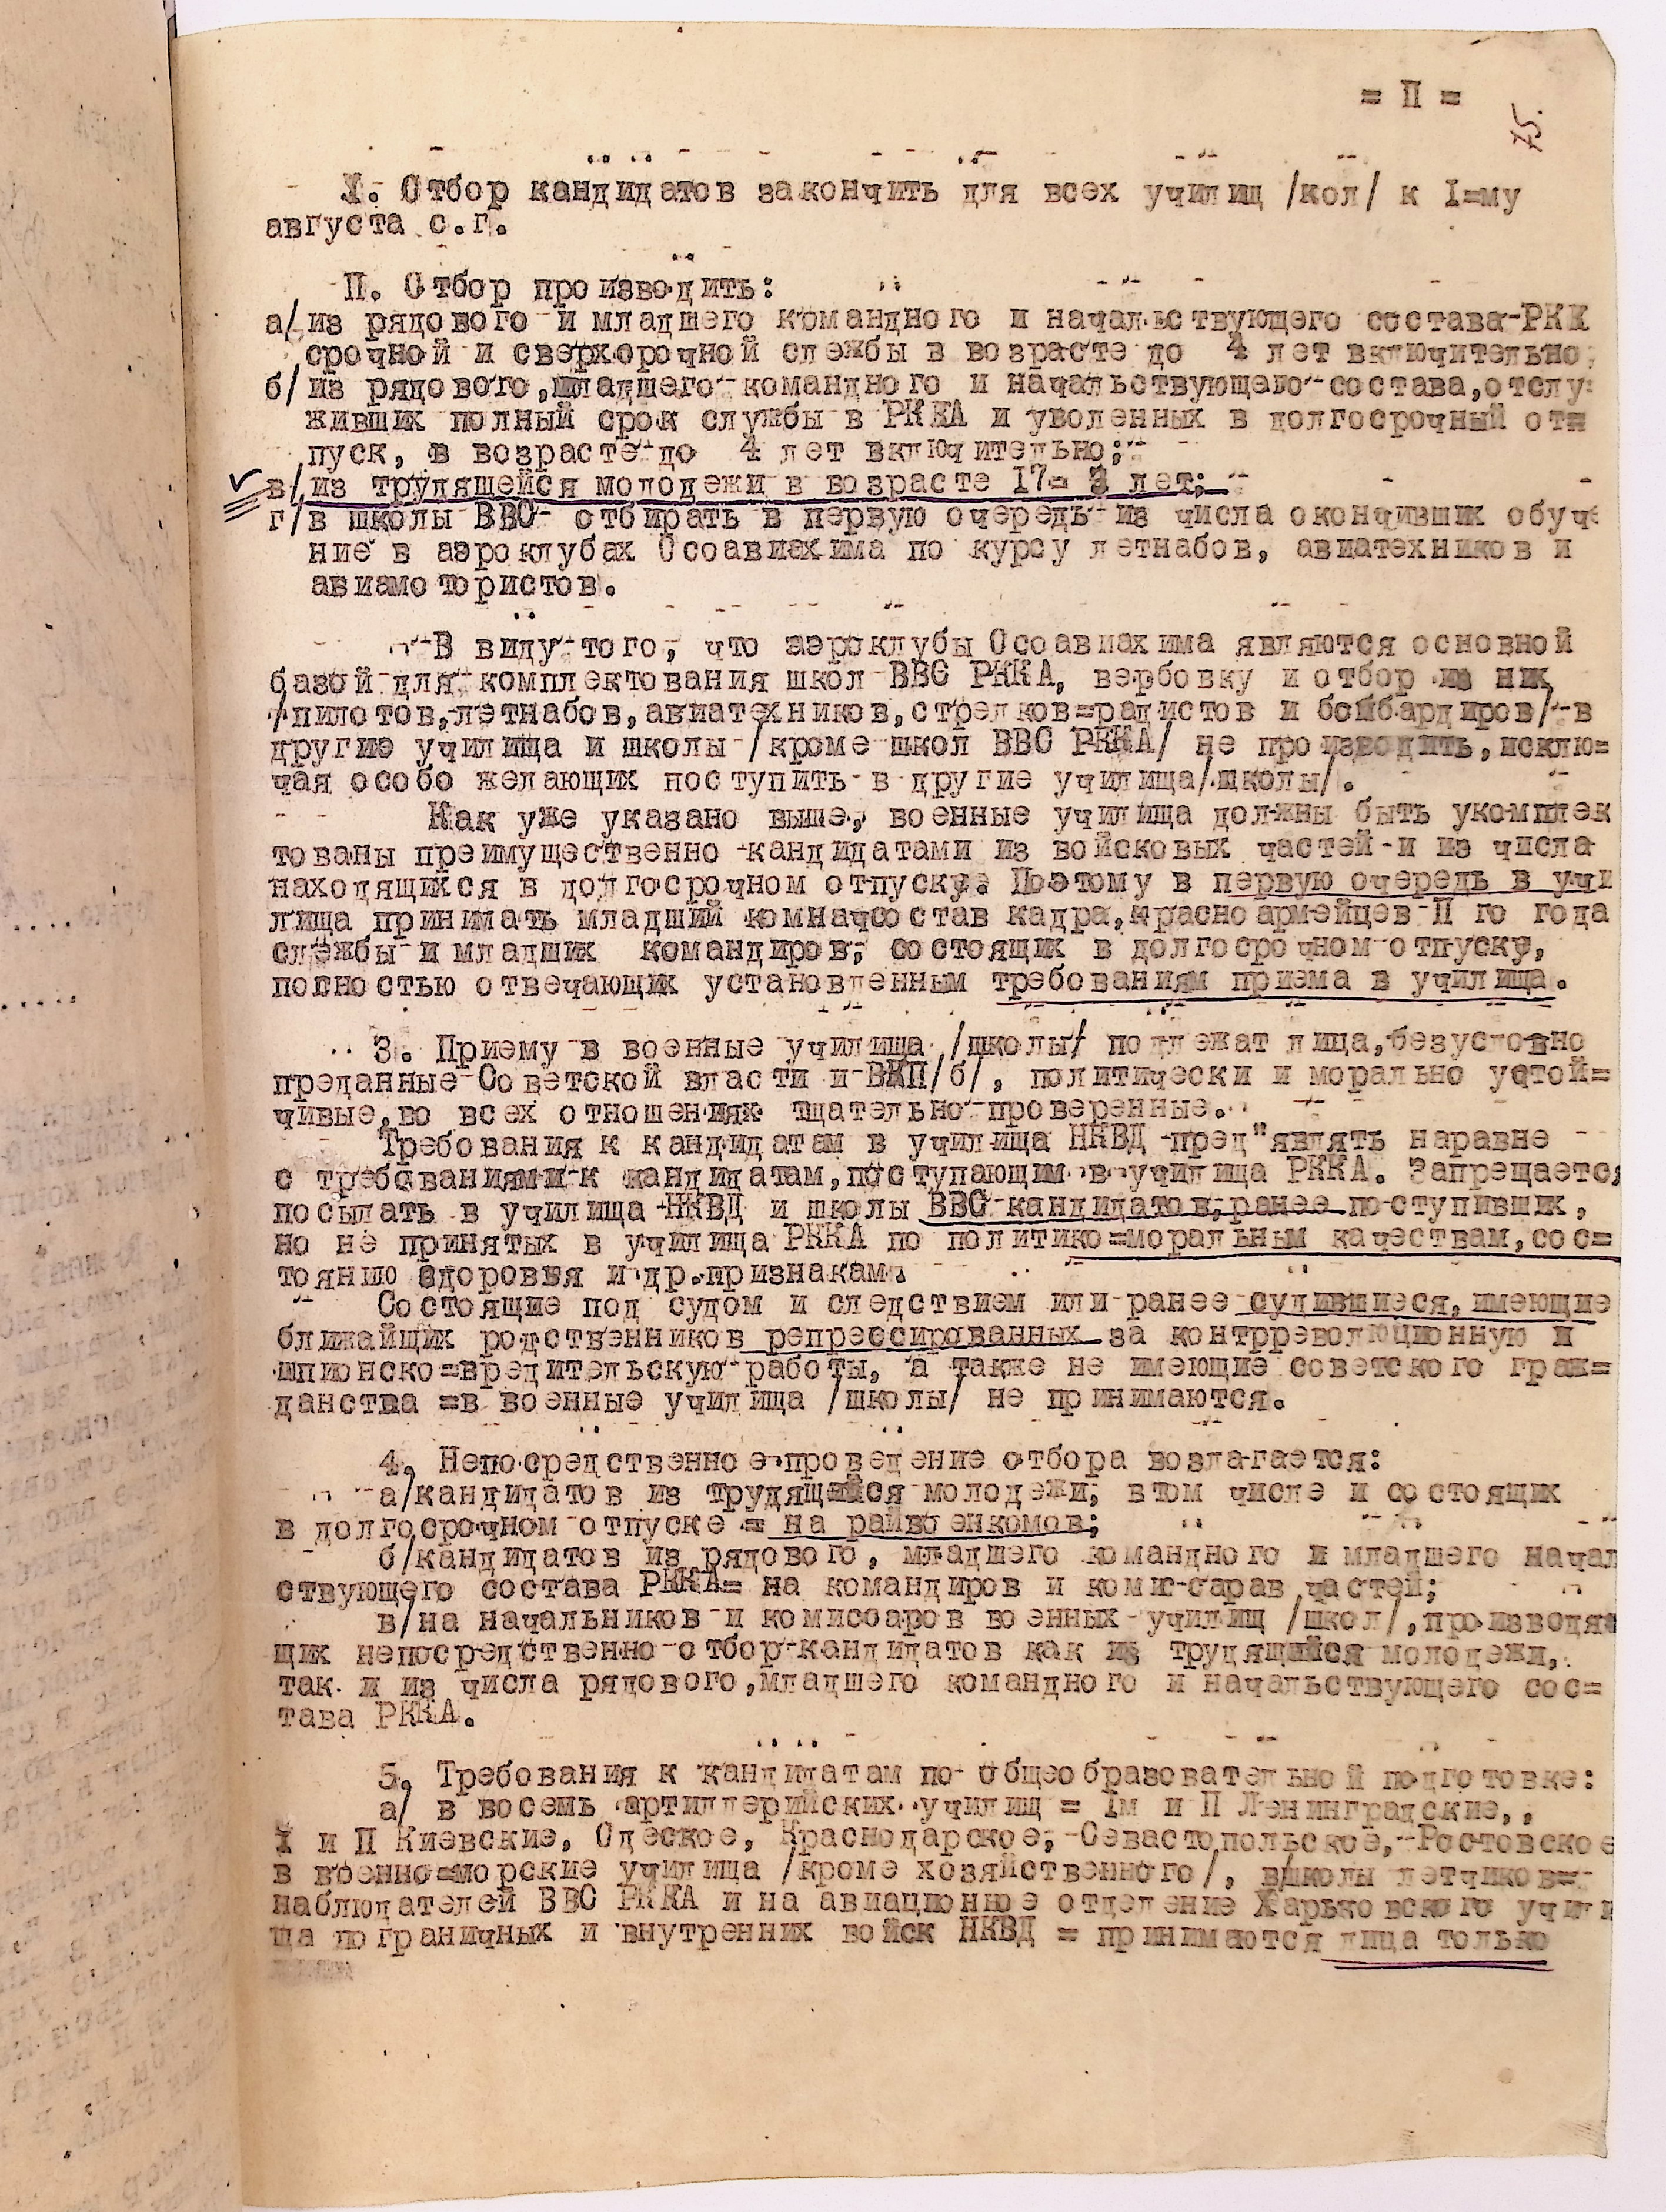 = II =
75.
I. Отбор кандидатов закончить для всех училищ /кол/ к I=му
августа с.г.
II. Отбор производить:
а/ из рядового и младшего командного и начальствующего состава РКК
срочной и сверхсрочной службы в возрасте до 4 лет включительно;
б/ из рядового, младшего командного и начальствующего состава, отслу=
живших полный срок службы в РККА и уволенных в долгосрочный от=
пуск, в возрасте до 4 лет включительно;
в/ из трудящейся молодежи в возрасте I7= 3 лет;
г/ в школы ВВС отбирать в первую очередь из числа окончивших обуче
ние в аэроклубах Осоавиахима по курсу летнабов, авиатехников и
авиамотористов.
В виду того, что аэроклубы Осоавиахима являются основной
базой для комплектования школ ВВС РККА, вербовку и отбор из них
/пилотов, летнабов, авиатехников, стрелков=радистов и бомбардиров/ в
другие училища и школы /кроме школ ВВС РККА/ не производить, исклю=
чая особо желающих поступить в другие училища/школы/.
Как уже указано выше, военные училища должны быть укомплек
тованы преимущественно кандидатами из войсковых частей и из числа
находящихся в долгосрочном отпуску. Поэтому в первую очередь в учи
лища принимать младший комначсостав кадра, красноармейцев II го года
службы и младших командиров, состоящих в долгосрочном отпуску,
полностью отвечающих установленным требованиям приема в училища.
3. Приему в военные училища /школы/ подлежат лица, безусловно
преданные Советской власти и ВКП/б/, политически и морально устой=
чивые, во всех отношениях тщательно проверенные.
Требования к кандидатам в училища НКВД пред"являть наравне
с требованиями к кандидатам, поступающим в училища РККА. Запрещается
посылать в училища НКВД и школы ВВС кандидатов, ранее поступивших,
но не принятых в училища РККА по политико=моральным качествам, сос=
тоянию здоровья и др. признакам.
Состоящие под судом и следствием или ранее судившиеся, имеющие
ближайших родственников репрессированных за контрреволюционную и
шпионско=вредительскую работы, а также не имеющие советского граж=
данства =в военные училища /школы/ не принимаются.
4. Непосредственное проведение отбора возлагается:
а/кандидатов из трудящейся молодежи, втом числе и состоящих
в долгосрочном отпуске = на райвоенкомов;
б/кандидатов из рядового, младшего командного и младшего начал
ствующего состава РККА= на командиров и комиссарав частей;
в/на начальников и комиссаров военных училищ /школ/, производя=
щих непосредственно отбор кандидатов как из трудящейся молодежи,
так и из числа рядового, младшего командного и начальствующего сос=
тава РККА.
5. Требования к кандидатам по общеобразовательной подготовке:
а/ в восемь артиллерийских училищ = Iм и II Ленинградские,,
I и II Киевские, Одеское, Краснодарское, Севастопольское, Ростовское
в военно=морские училища /кроме хозяйственного/, вшколы летчиков=
наблюдателей ВВС РККА и на авиационное отделение Харьковского учили
ща пограничных и внутренних войск НКВД = принимаются лица только